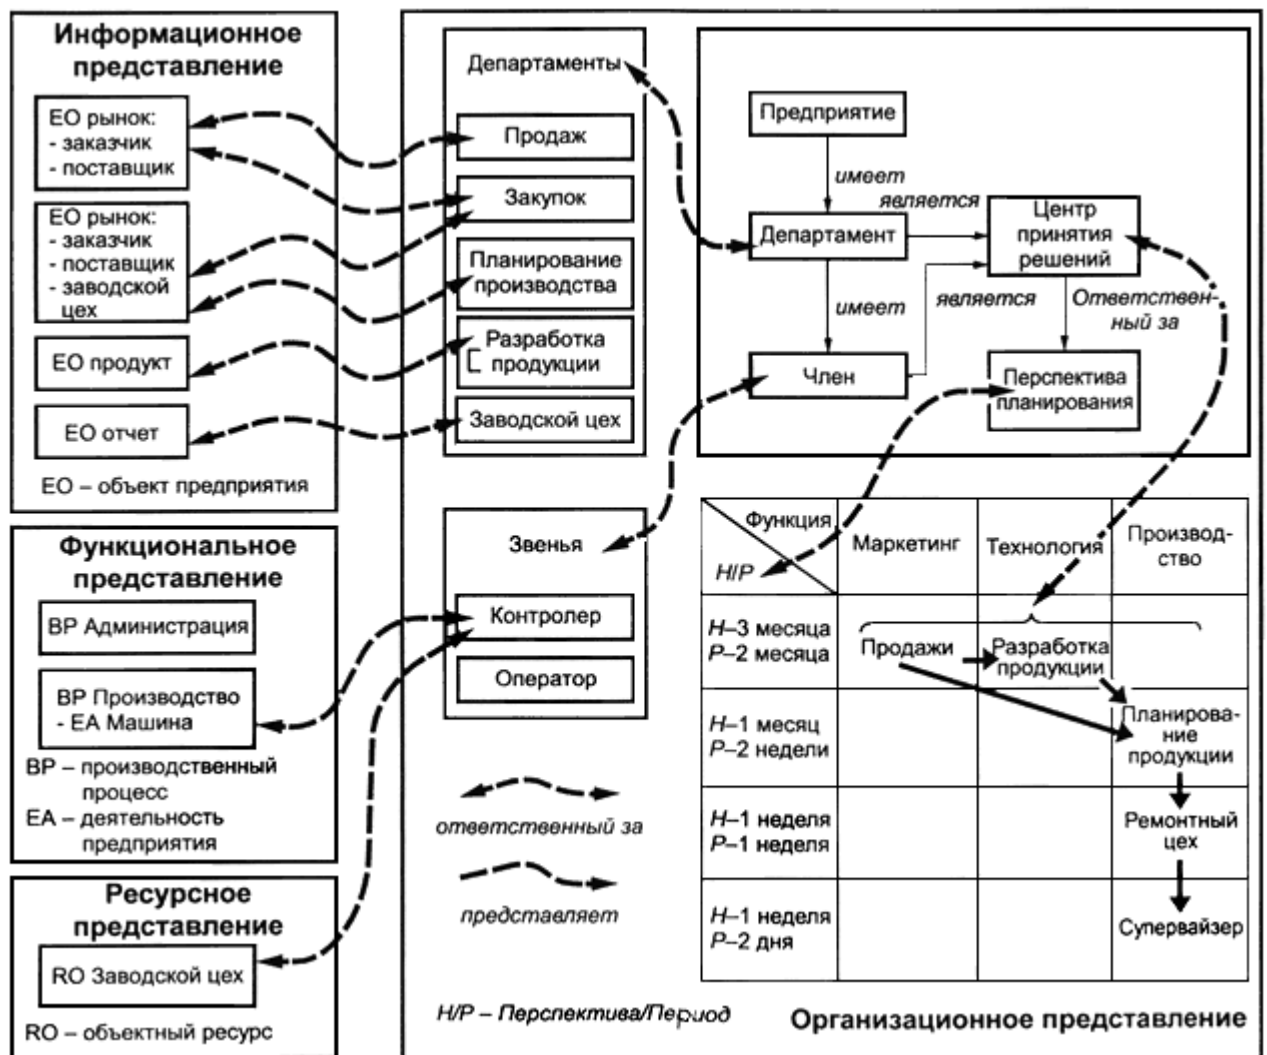 Информационное
представление
ЕО рынок:
- заказчик
- поставщик
ЕО рынок:
- заказчик
- поставщик
- заводской
цех
ЕО продукт
ЕО отчет
ЕО – объект предприятия
Функциональное
представление
ВР Администрация
ВР Производство
- ЕА Машина
ВР – производственный
процесс
ЕА – деятельность
предприятия
Ресурсное
представление
RO Заводской цех
RO – объектный ресурс
Департаменты
Продаж
Закупок
Планирование
производства
Разработка
продукции
Заводской цех
Звенья
Контролер
Оператор
ответственный за
представляет
Н/Р – Перспектива/Период
Предприятие
имеет
является
Департамент
Центр
принятия
решений
имеет
является
Ответствен-
ный за
Член
Перспектива
планирования
Функция
Н/Р
Маркетинг
Технология
Производ-
ство
Н–3 месяца
Р–2 месяца
Продажи
Разработка
продукции
Н–1 месяц
Р–2 недели
Планирова-
ние
продукции
Н–1 неделя
Р–1 неделя
Ремонтный
цех
Н–1 неделя
Р–2 дня
Супервайзер
Организационное представление